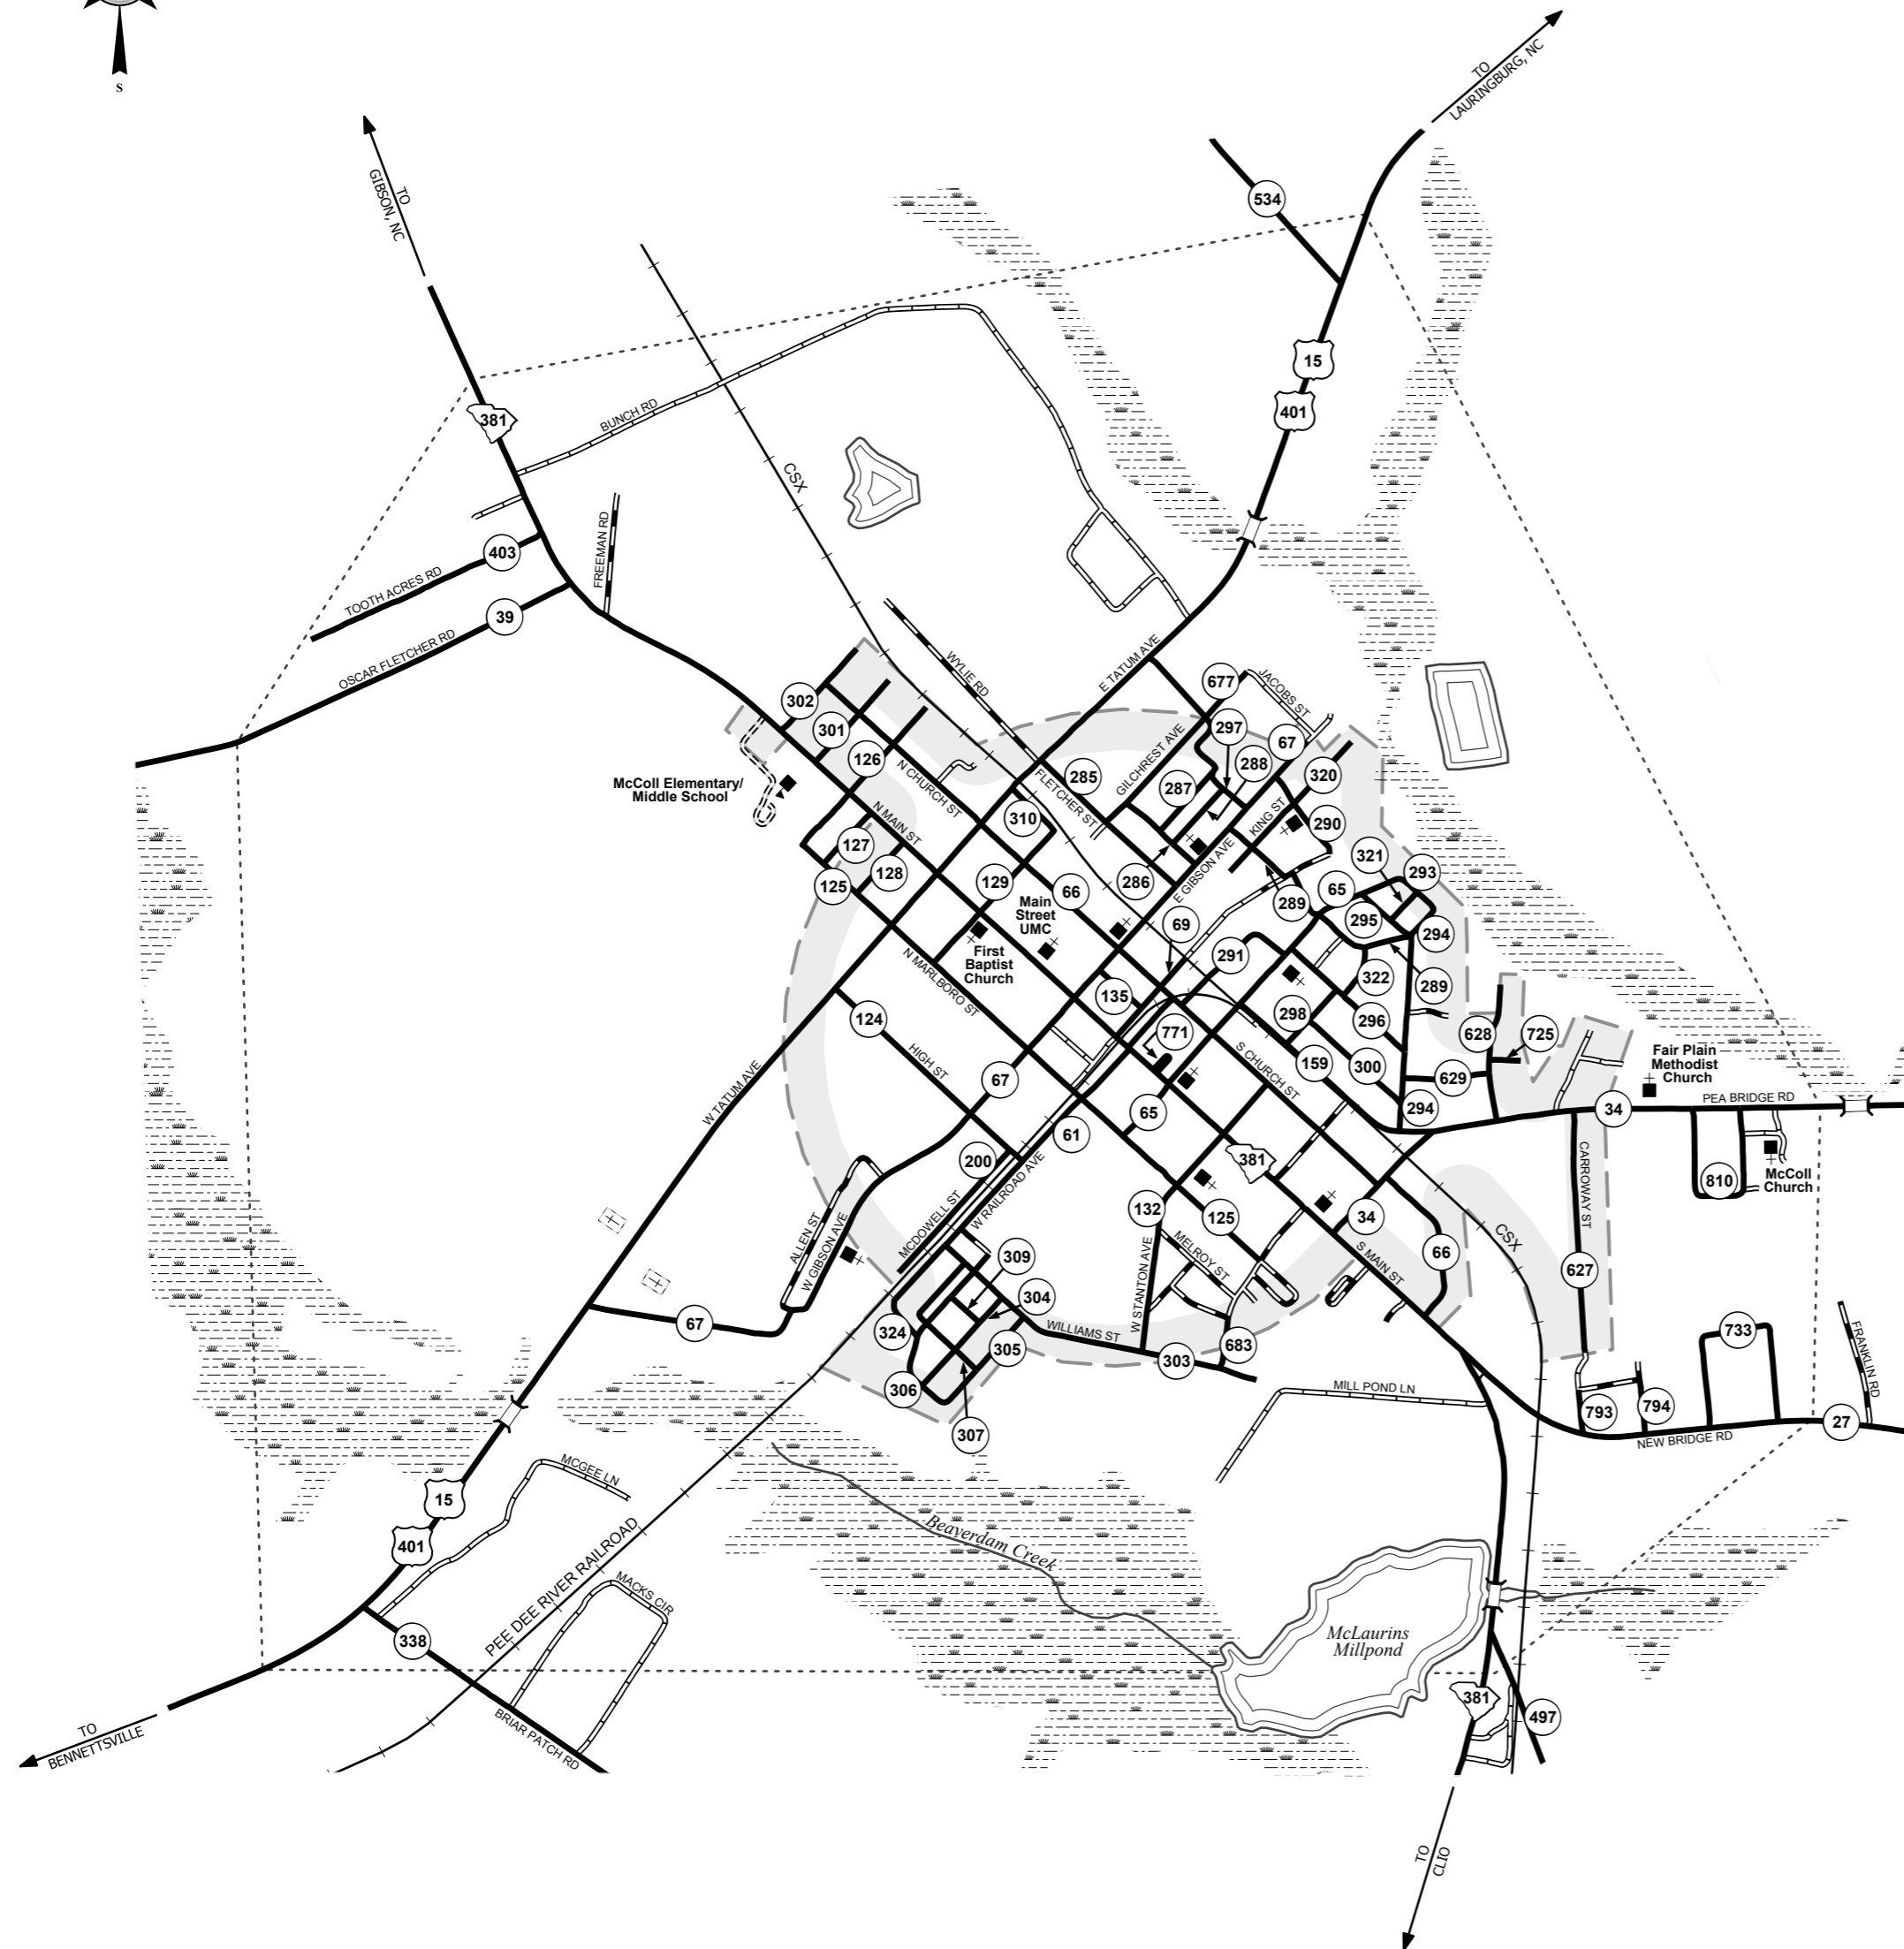 S
TO
LAURINGBURG, NC
TO
GIBSON, NC
534
15
401
381
BUNCH RD
CSX
FREEMAN RD
403
TOOTH ACRES RD
39
OSCAR FLETCHER RD
WYLIE RD
E TATUM AVE
677
JACOBS ST
302
301
126
297
67
288
320
GILCHREST AVE
285
287
FLETCHER ST
N CHURCH ST
McColl Elementary/
Middle School
N MAIN ST
310
KING ST
290
127
128
125
129
66
286
E GIBSON AVE
289
321
293
65
295
294
Main
Street
UMC
First
Baptist
Church
69
291
N MARLBORO ST
135
322
289
298
296
124
771
628
725
HIGH ST
S CHURCH ST
159
300
629
Fair Plain
Methodist
Church
67
65
294
34
PEA BRIDGE RD
W TATUM AVE
61
200
381
CARROWAY ST
810
McColl
Church
MCDOWELL ST
W RAILROAD AVE
132
125
34
ALLEN ST
W GIBSON AVE
MELROY ST
W STANTON AVE
S MAIN ST
66
CSX
627
309
304
67
324
305
WILLIAMS ST
303
683
306
307
MILL POND LN
733
FRANKLIN RD
793
794
27
NEW BRIDGE RD
MCGEE LN
15
401
Beaverdam Creek
PEE DEE RIVER RAILROAD
MACKS CIR
338
McLaurins
Millpond
381
497
BRIAR PATCH RD
TO
BENNETTSVILLE
TO
CLIO